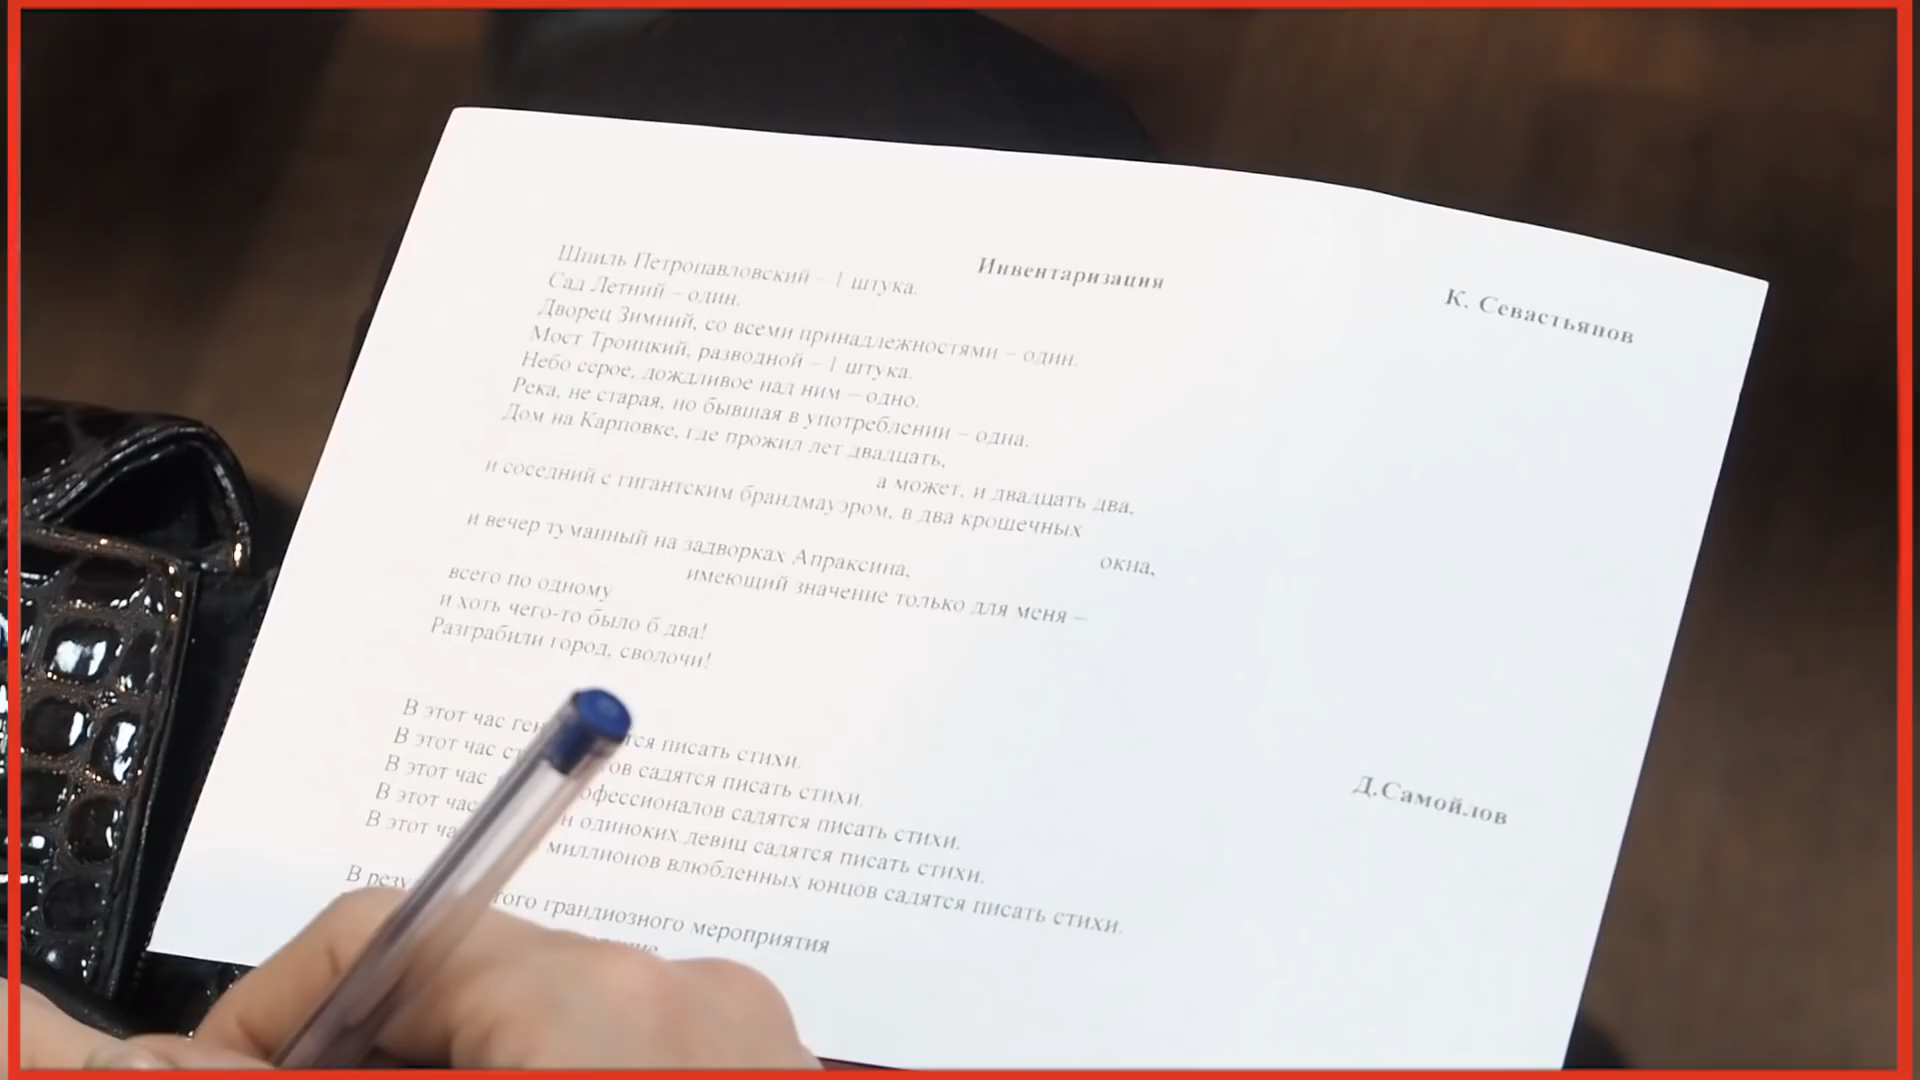 Инвентаризация
К. Севастьянов
Шпиль Петропавловский – 1 штука.
Сад Летний – один.
Дворец Зимний, со всеми принадлежностями – один.
Мост Троицкий, разводной – 1 штука.
Небо серое, дождливое над ним – одно.
Река, не старая, но бывшая в употреблении – одна.
Дом на Карповке, где прожил лет двадцать,
а может, и двадцать два,
и соседний с гигантским брандмауэром, в два крошечных
окна,
и вечер туманный на задворках Апраксина,
имеющий значение только для меня –
всего по одному
и хоть чего-то было б два!
Разграбили город, сволочи!
Д.Самойлов
В этот час писать стихи.
В этот час садятся писать стихи.
В этот час садятся писать стихи.
В этот час одиноких девиц садятся писать стихи.
В этот миллионов влюбленных юнцов садятся писать стихи.
В грандиозного мероприятия